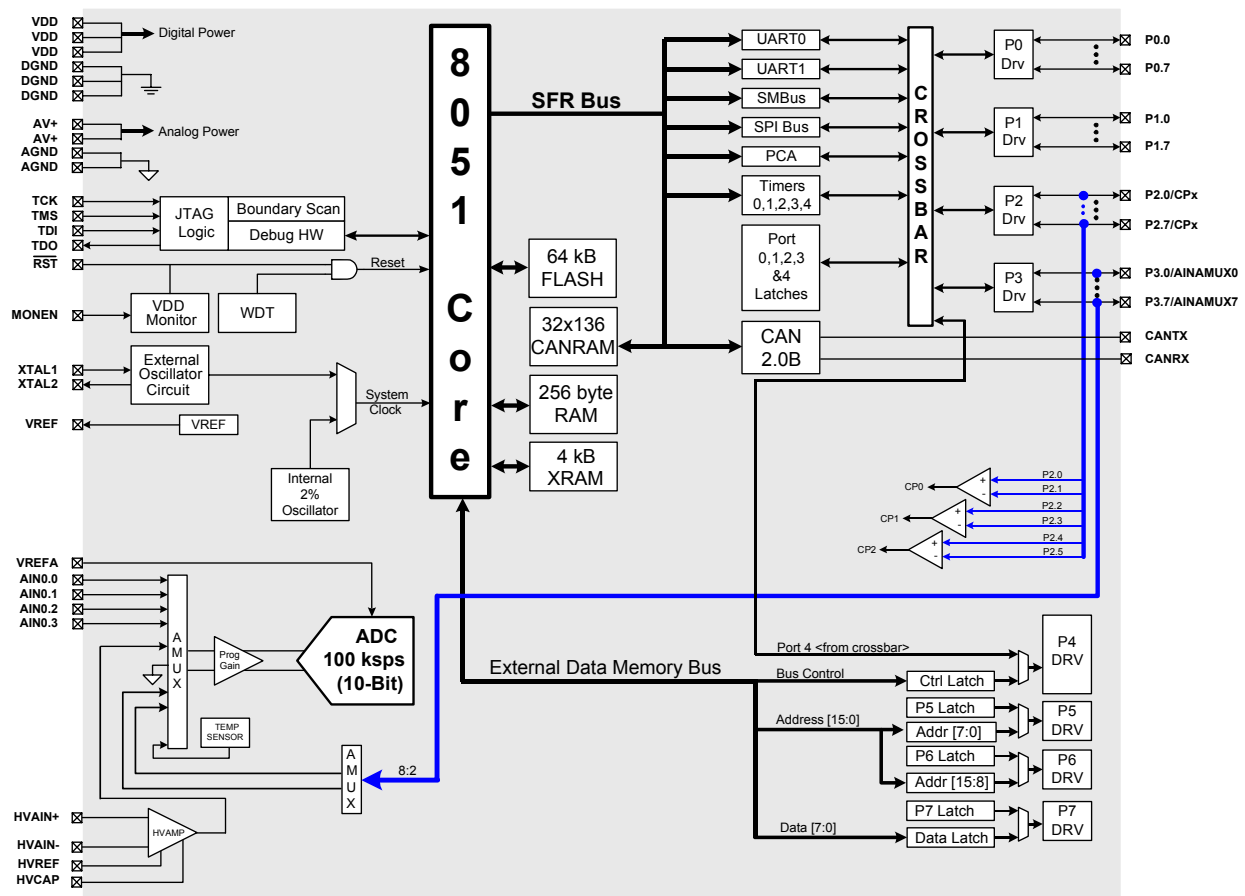 VDD
VDD
VDD
Digital Power
DGND
DGND
DGND
AV+
AV+
Analog Power
AGND
AGND
TCK
TMS
TDI
TDO
JTAG
Logic
Boundary Scan
Debug HW
RST
Reset
VDD
Monitor
WDT
MONEN
XTAL1
XTAL2
External
Oscillator
Circuit
System
Clock
VREF
VREF
Internal
2%
Oscillator
8051 Core
SFR Bus
64 kB
FLASH
32x136
CANRAM
256 byte
RAM
4 kB
XRAM
UART0
UART1
SMBus
SPI Bus
PCA
Timers
0,1,2,3,4
Port
0,1,2,3
&4
Latches
CAN
2.0B
CROSSBAR
P0
Drv
P1
Drv
P2
Drv
P3
Drv
P0.0
P0.7
P1.0
P1.7
P2.0/CPx
P2.7/CPx
P3.0/AINAMUX0
P3.7/AINAMUX7
CANTX
CANRX
CP0
+
-
P2.0
P2.1
CP1
+
-
P2.2
P2.3
CP2
+
-
P2.4
P2.5
VREFA
AIN0.0
AIN0.1
AIN0.2
AIN0.3
AMUX
Prog
Gain
ADC
100 ksps
(10-Bit)
TEMP
SENSOR
AMUX
8:2
HVAIN+
HVAIN-
HVREF
HVCAP
HVAMP
External Data Memory Bus
Port 4 <from crossbar>
Bus Control
Ctrl Latch
P4
DRV
Address [15:0]
P5 Latch
Addr [7:0]
P5
DRV
P6 Latch
Addr [15:8]
P6
DRV
Data [7:0]
P7 Latch
Data Latch
P7
DRV